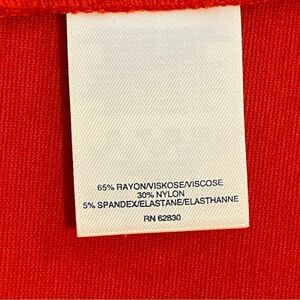 65% RAYON/VISKOSE/VISCOSE
30% NYLON
5% SPANDEX/ELASTANE/ELASTHANNE
RN 62830